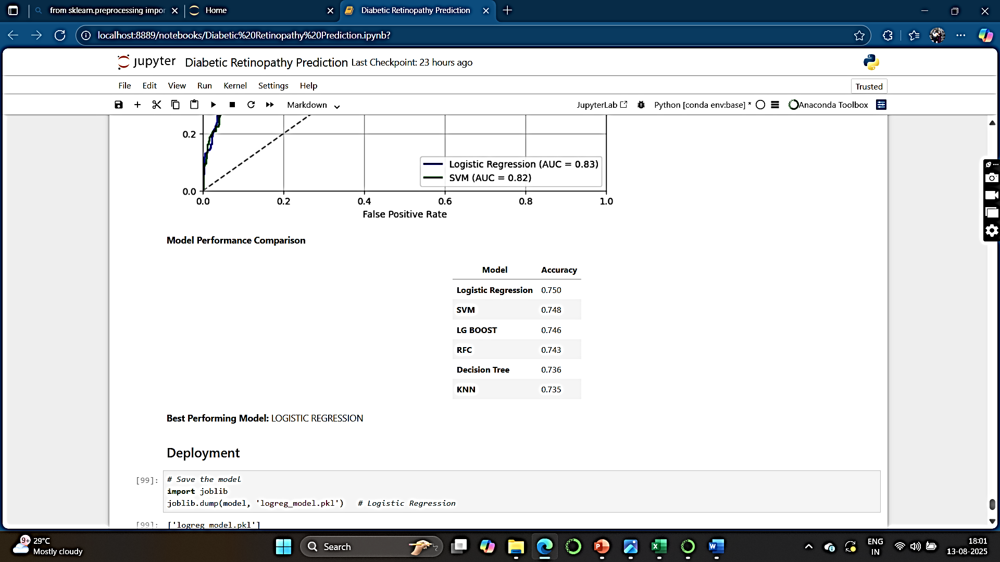 from sklearn.preprocessing impor
Home
Diabetic Retinopathy Prediction
localhost:8889/notebooks/Diabetic%20Retinopathy%20Prediction.ipynb?
jupyter Diabetic Retinopathy Prediction Last Checkpoint: 23 hours ago
File Edit View Run Kernel Settings Help
Trusted
Markdown
JupyterLab
Python [conda env:base] *
Anaconda Toolbox
0.2
Logistic Regression (AUC = 0.83)
SVM (AUC = 0.82)
0.0
0.0 0.2 0.4 0.6 0.8 1.0
False Positive Rate
Model Performance Comparison
Model Accuracy
Logistic Regression 0.750
SVM 0.748
LG BOOST 0.746
RFC 0.743
Decision Tree 0.736
KNN 0.735
Best Performing Model: LOGISTIC REGRESSION
Deployment
[99]: # Save the model
import joblib
joblib.dump(model, 'logreg_model.pkl') # Logistic Regression
[99]: ['logreg_model.pkl']
9+
29°C
Mostly cloudy
Search
ENG
IN
18:01
13-08-2025